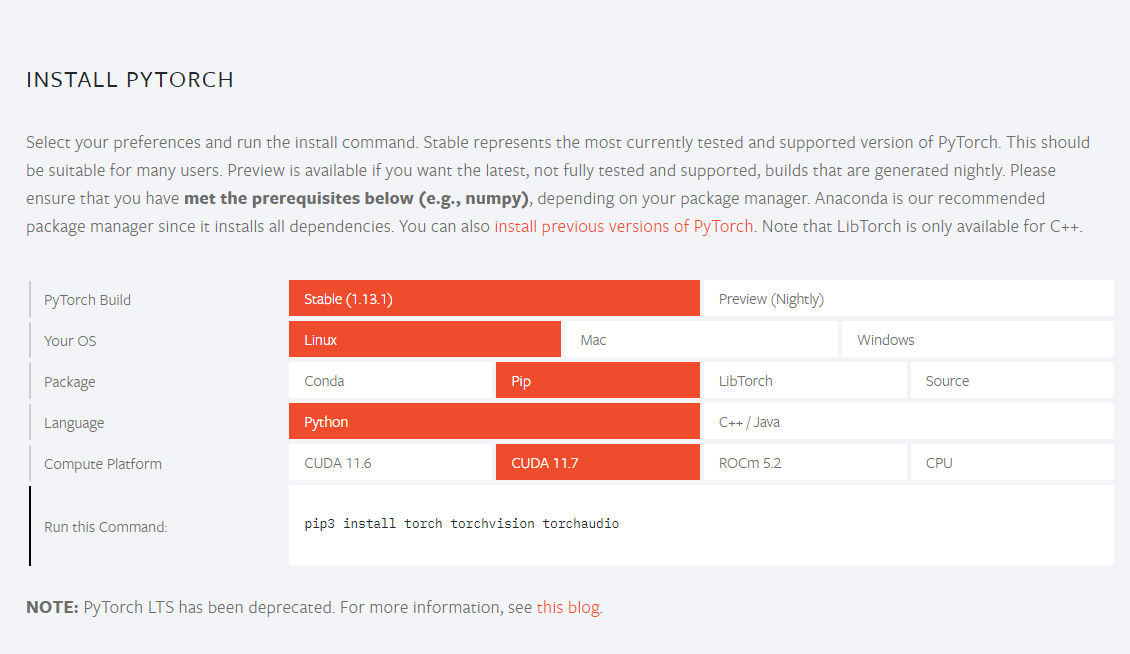 INSTALL PYTORCH
Select your preferences and run the install command. Stable represents the most currently tested and supported version of PyTorch. This should
be suitable for many users. Preview is available if you want the latest, not fully tested and supported, builds that are generated nightly. Please
ensure that you have met the prerequisites below (e.g., numpy), depending on your package manager. Anaconda is our recommended
package manager since it installs all dependencies. You can also install previous versions of PyTorch. Note that LibTorch is only available for C++.
PyTorch Build Stable (1.13.1) Preview (Nightly)
Your OS Linux Mac Windows
Package Conda Pip LibTorch Source
Language Python C++ / Java
Compute Platform CUDA 11.6 CUDA 11.7 ROCm 5.2 CPU
Run this Command: pip3 install torch torchvision torchaudio
NOTE: PyTorch LTS has been deprecated. For more information, see this blog.